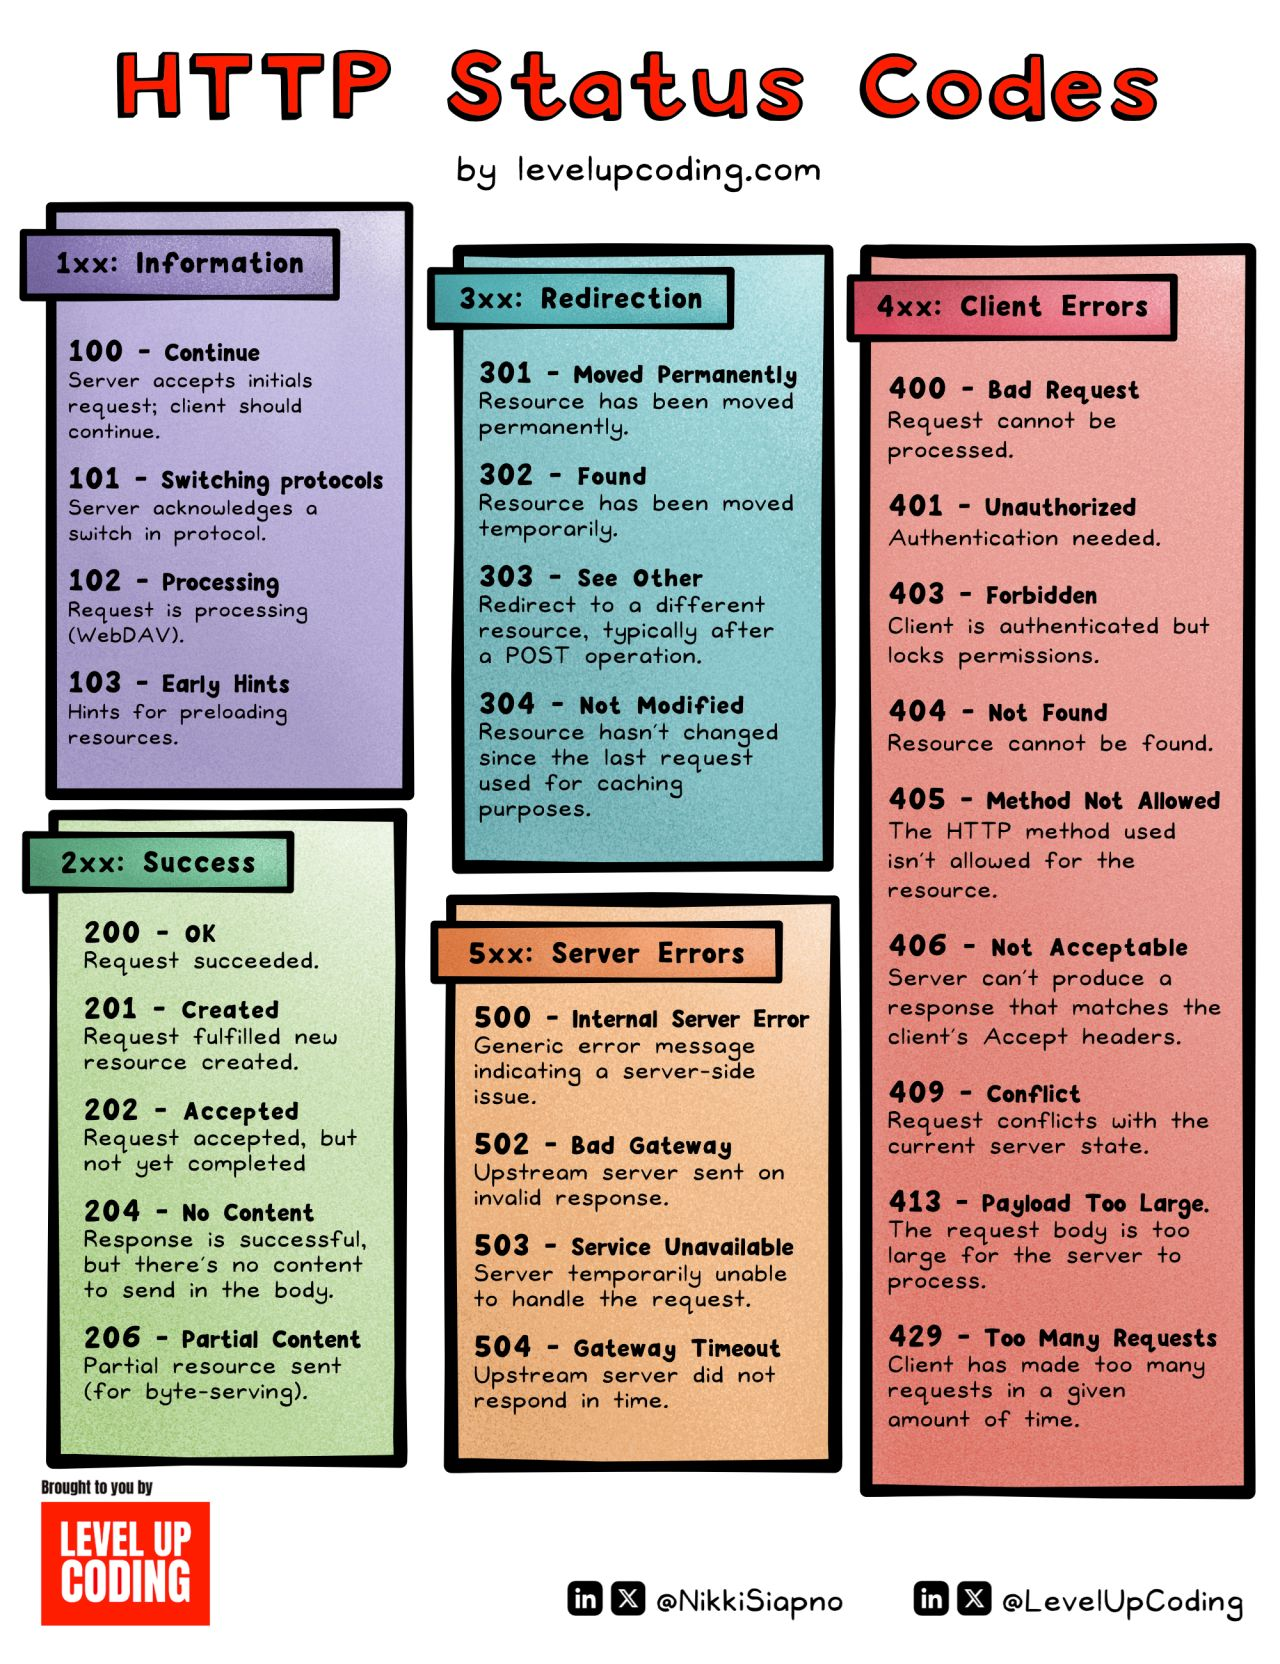 HTTP Status Codes
by levelupcoding.com
1xx: Information
100 - Continue
Server accepts initials
request; client should
continue.
101 - Switching protocols
Server acknowledges a
switch in protocol.
102 - Processing
Request is processing
(WebDAV).
103 - Early Hints
Hints for preloading
resources.
2xx: Success
200 - OK
Request succeeded.
201 - Created
Request fulfilled new
resource created.
202 - Accepted
Request accepted, but
not yet completed
204 - No Content
Response is successful,
but there's no content
to send in the body.
206 - Partial Content
Partial resource sent
(for byte-serving).
3xx: Redirection
301 - Moved Permanently
Resource has been moved
permanently.
302 - Found
Resource has been moved
temporarily.
303 - See Other
Redirect to a different
resource, typically after
a POST operation.
304 - Not Modified
Resource hasn't changed
since the last request
used for caching
purposes.
5xx: Server Errors
500 - Internal Server Error
Generic error message
indicating a server-side
issue.
502 - Bad Gateway
Upstream server sent on
invalid response.
503 - Service Unavailable
Server temporarily unable
to handle the request.
504 - Gateway Timeout
Upstream server did not
respond in time.
4xx: Client Errors
400 - Bad Request
Request cannot be
processed.
401 - Unauthorized
Authentication needed.
403 - Forbidden
Client is authenticated but
locks permissions.
404 - Not Found
Resource cannot be found.
405 - Method Not Allowed
The HTTP method used
isn't allowed for the
resource.
406 - Not Acceptable
Server can't produce a
response that matches the
client's Accept headers.
409 - Conflict
Request conflicts with the
current server state.
413 - Payload Too Large.
The request body is too
large for the server to
process.
429 - Too Many Requests
Client has made too many
requests in a given
amount of time.
Brought to you by
LEVEL UP
CODING
in X @NikkiSiapno
in X @LevelUpCoding